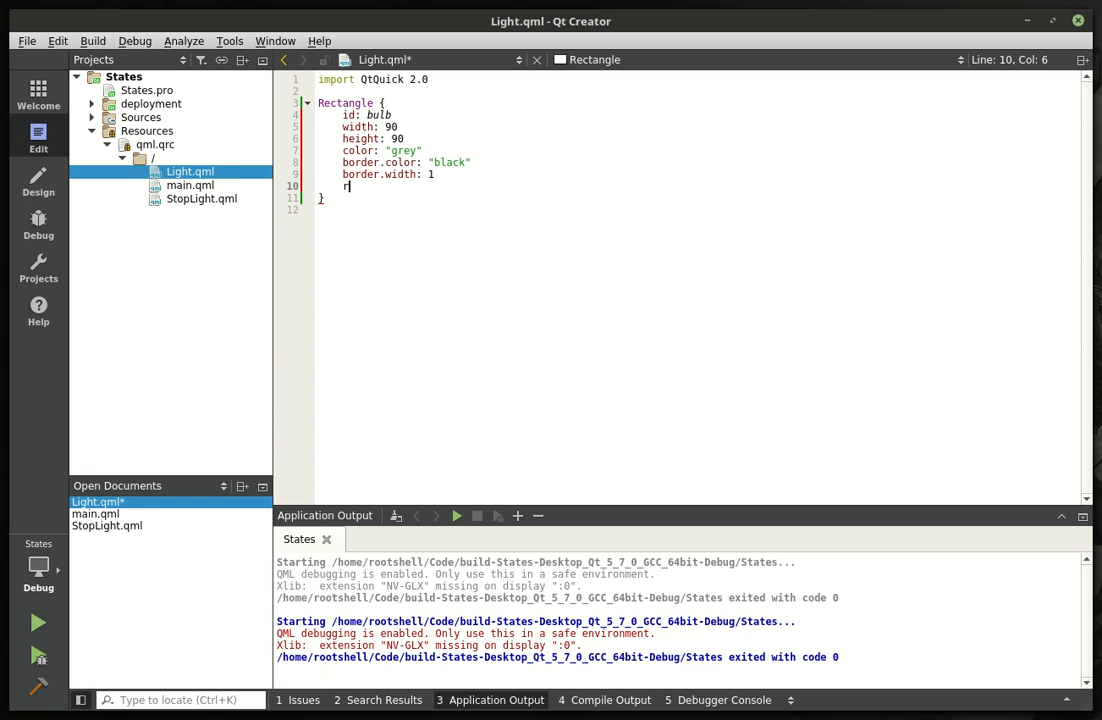 Light.qml - Qt Creator
File Edit Build Debug Analyze Tools Window Help
Projects
Light.qml*
Rectangle
Line: 10, Col: 6
Welcome
Edit
Design
Debug
Projects
Help
States
States.pro
deployment
Sources
Resources
qml.qrc
/
Light.qml
main.qml
StopLight.qml
1 import QtQuick 2.0
2
3 Rectangle {
4 id: bulb
5 width: 90
6 height: 90
7 color: "grey"
8 border.color: "black"
9 border.width: 1
10 r
11 }
12
Open Documents
Light.qml*
main.qml
StopLight.qml
Application Output
States
Starting /home/rootshell/Code/build-States-Desktop_Qt_5_7_0_GCC_64bit-Debug/States...
QML debugging is enabled. Only use this in a safe environment.
Xlib:  extension "NV-GLX" missing on display ":0".
/home/rootshell/Code/build-States-Desktop_Qt_5_7_0_GCC_64bit-Debug/States exited with code 0
Starting /home/rootshell/Code/build-States-Desktop_Qt_5_7_0_GCC_64bit-Debug/States...
QML debugging is enabled. Only use this in a safe environment.
Xlib:  extension "NV-GLX" missing on display ":0".
/home/rootshell/Code/build-States-Desktop_Qt_5_7_0_GCC_64bit-Debug/States exited with code 0
States
Debug
Type to locate (Ctrl+K)
1 Issues 2 Search Results 3 Application Output 4 Compile Output 5 Debugger Console